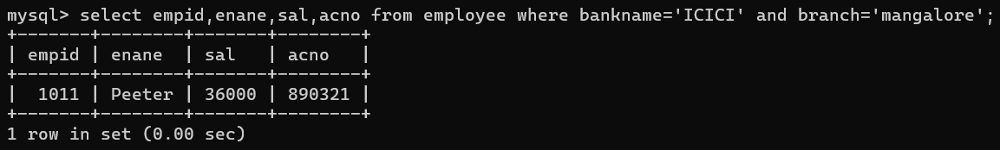 mysql> select empid,enane,sal,acno from employee where bankname='ICICI' and branch='mangalore';
+-------+--------+-------+--------+
| empid | enane  | sal   | acno   |
+-------+--------+-------+--------+
|  1011 | Peeter | 36000 | 890321 |
+-------+--------+-------+--------+
1 row in set (0.00 sec)